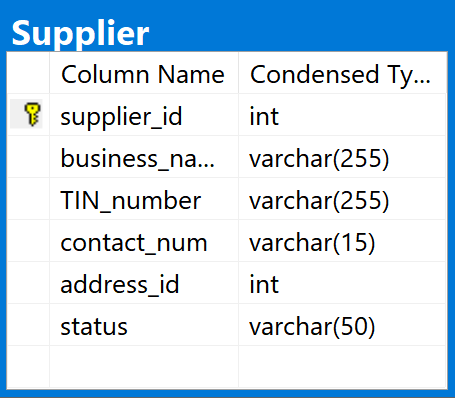 Supplier
Column Name Condensed Ty...
supplier_id int
business_na... varchar(255)
TIN_number varchar(255)
contact_num varchar(15)
address_id int
status varchar(50)